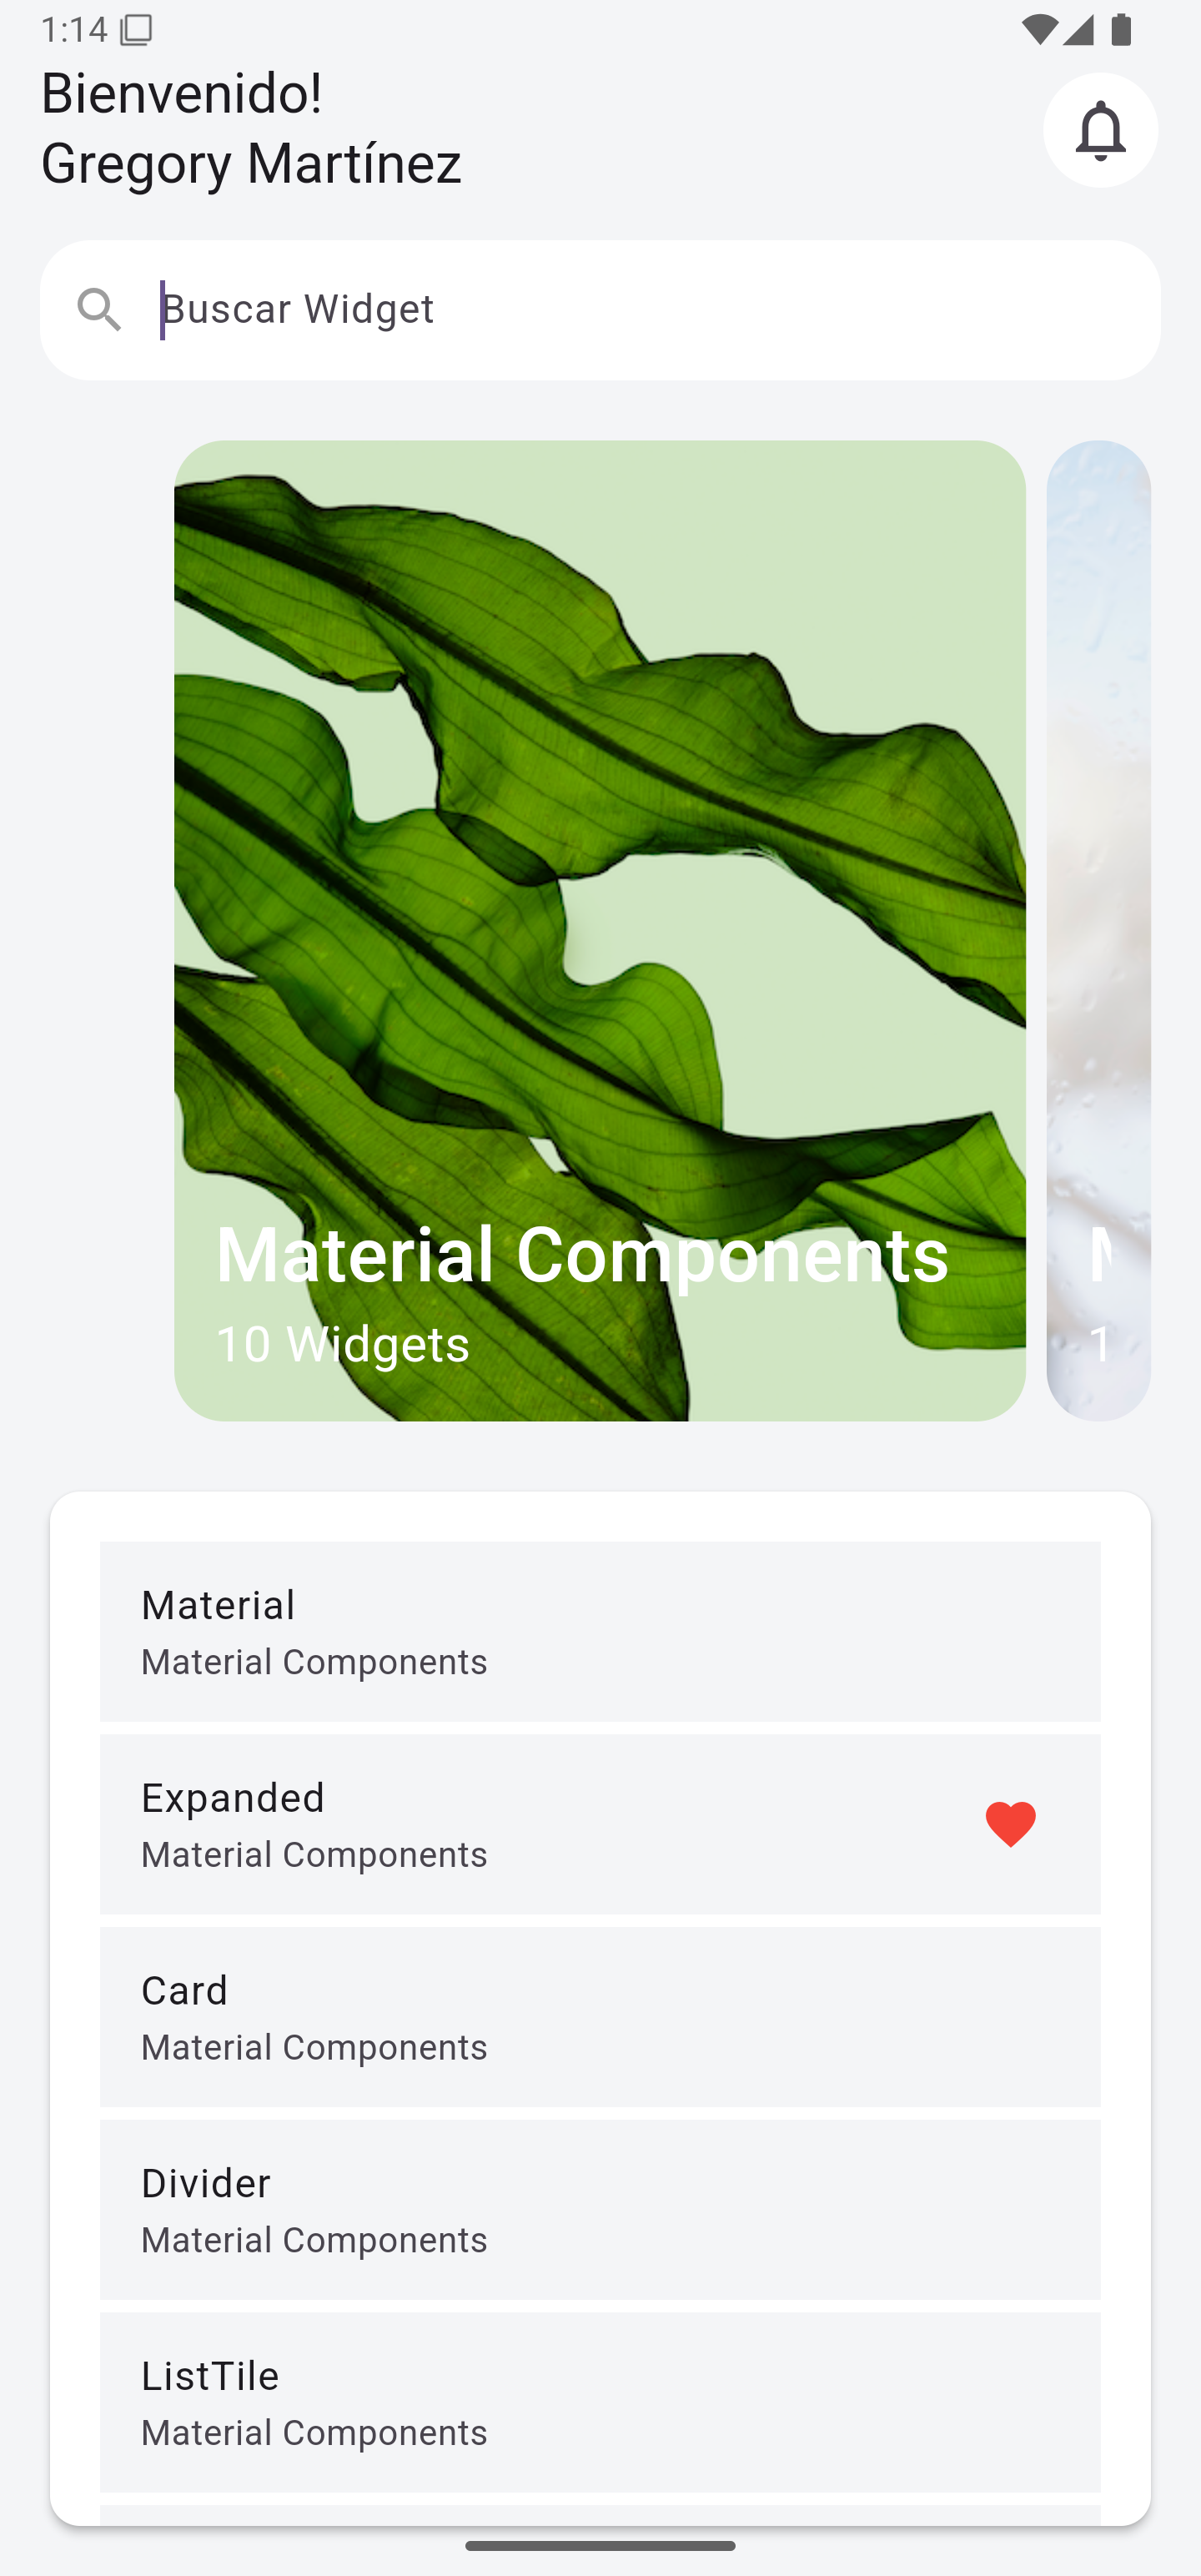 1:14
Bienvenido!
Gregory Martínez
Buscar Widget
Material Components
10 Widgets
Material
Material Components
Expanded
Material Components
Card
Material Components
Divider
Material Components
ListTile
Material Components